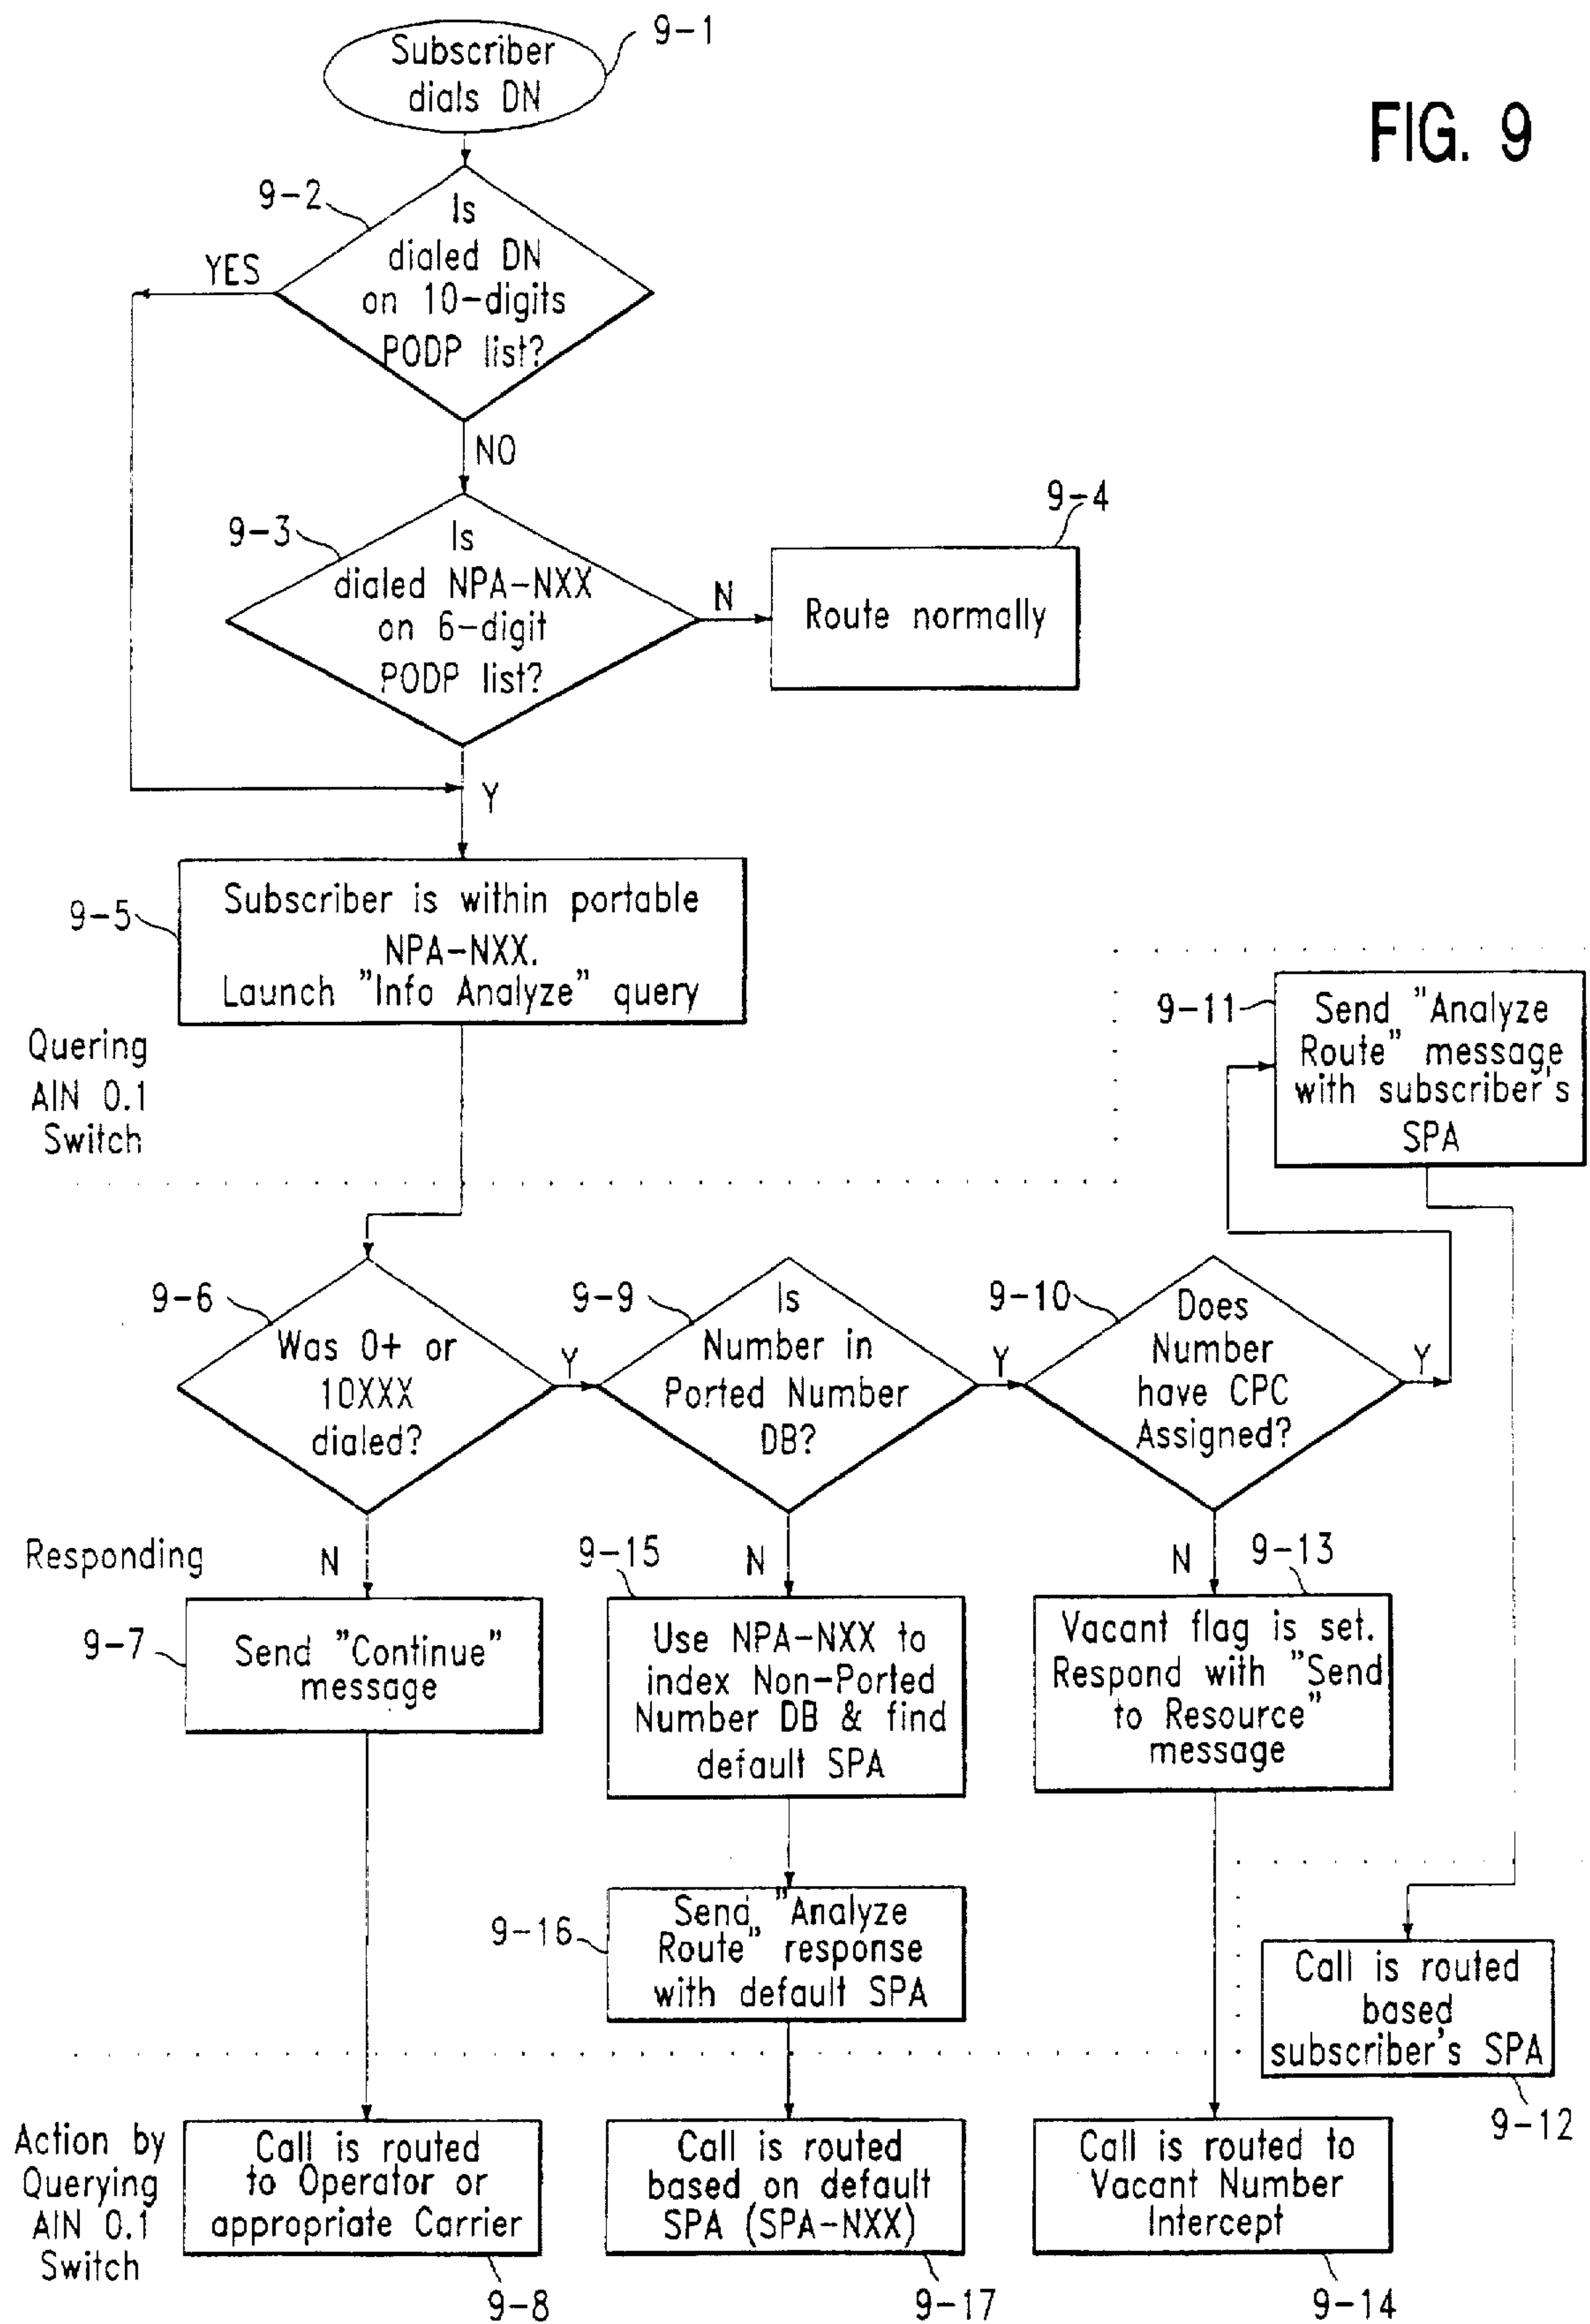 FIG. 9
Subscriber
dials DN
9-1
9-2
Is
dialed DN
on 10-digits
PODP list?
YES
NO
9-3
Is
dialed NPA-NXX
on 6-digit
PODP list?
N
9-4
Route normally
Y
9-5
Subscriber is within portable
NPA-NXX.
Launch "Info Analyze" query
Quering
AIN 0.1
Switch
9-11
Send "Analyze
Route" message
with subscriber's
SPA
9-6
Was 0+ or
10XXX
dialed?
Y
9-9
Is
Number in
Ported Number
DB?
Y
9-10
Does
Number
have CPC
Assigned?
Y
Responding
N
9-15
N
N
9-13
9-7
Send "Continue"
message
Use NPA-NXX to
index Non-Ported
Number DB & find
default SPA
Vacant flag is set.
Respond with "Send
to Resource"
message
9-16
Send "Analyze
Route" response
with default SPA
Call is routed
based
subscriber's SPA
9-12
Action by
Querying
AIN 0.1
Switch
Call is routed
to Operator or
appropriate Carrier
9-8
Call is routed
based on default
SPA (SPA-NXX)
9-17
Call is routed to
Vacant Number
Intercept
9-14